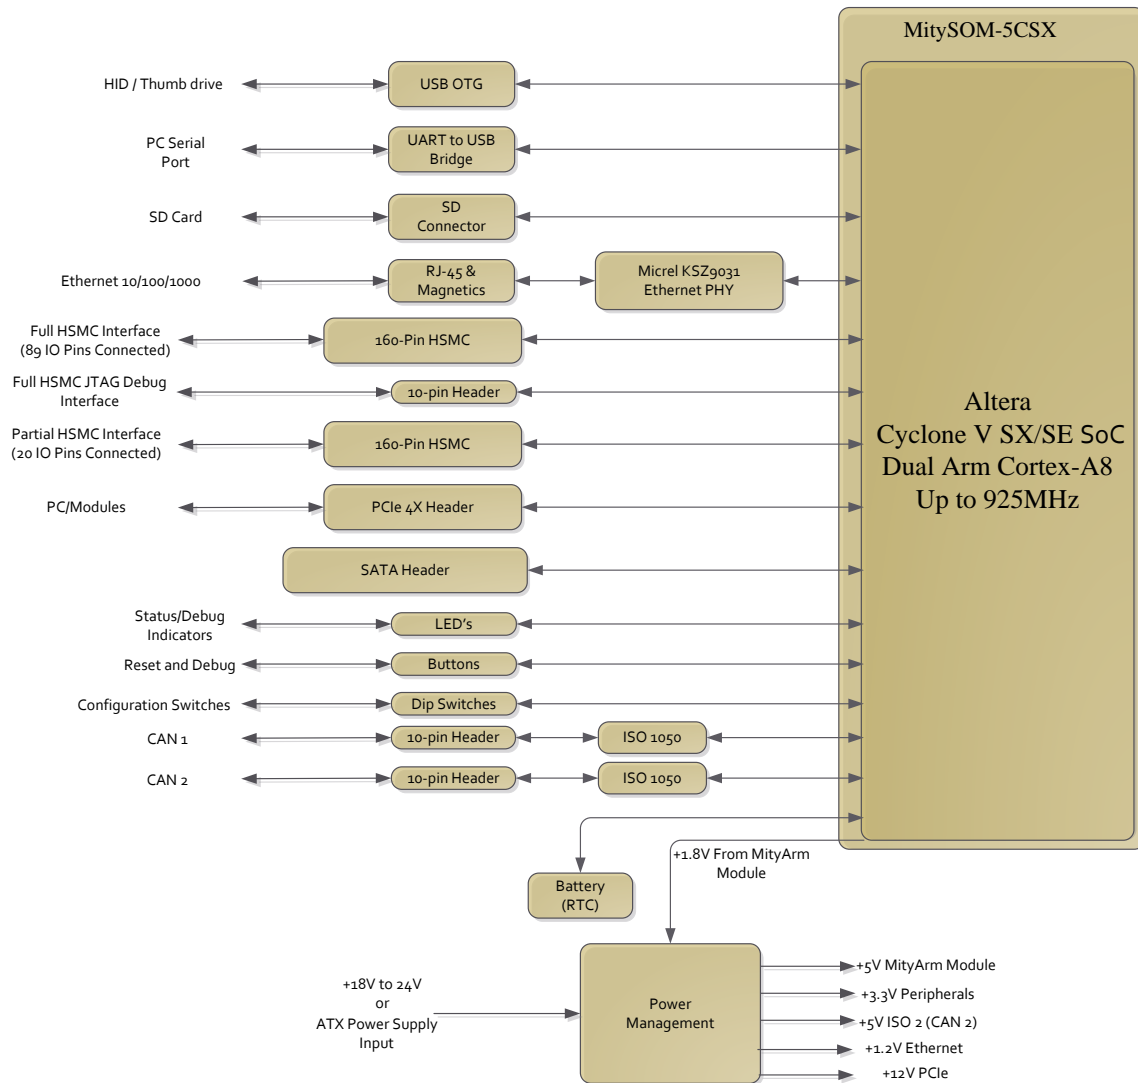 MitySOM-5CSX
HID / Thumb drive
USB OTG
PC Serial
Port
UART to USB
Bridge
SD Card
SD
Connector
Ethernet 10/100/1000
RJ-45 &
Magnetics
Micrel KSZ9031
Ethernet PHY
Full HSMC Interface
(89 IO Pins Connected)
160-Pin HSMC
Full HSMC JTAG Debug
Interface
10-pin Header
Partial HSMC Interface
(20 IO Pins Connected)
160-Pin HSMC
PC/Modules
PCIe 4X Header
SATA Header
Status/Debug
Indicators
LED's
Reset and Debug
Buttons
Configuration Switches
Dip Switches
CAN 1
10-pin Header
ISO 1050
CAN 2
10-pin Header
ISO 1050
Altera
Cyclone V SX/SE SoC
Dual Arm Cortex-A8
Up to 925MHz
+1.8V From MityArm
Module
Battery
(RTC)
+18V to 24V
or
ATX Power Supply
Input
Power
Management
+5V MityArm Module
+3.3V Peripherals
+5V ISO 2 (CAN 2)
+1.2V Ethernet
+12V PCIe